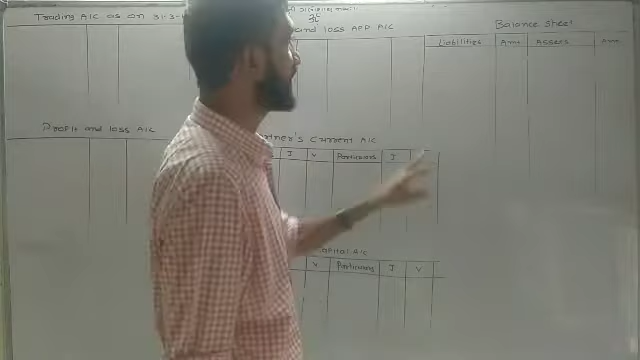 Trading A/C as on 31-3-
and loss APP A/C
Balance sheet
Liabilities Amt Assets Amt
Profit and loss A/C
Partner's Current A/C
J V Particulars J
Capital A/C
V Particulars J V